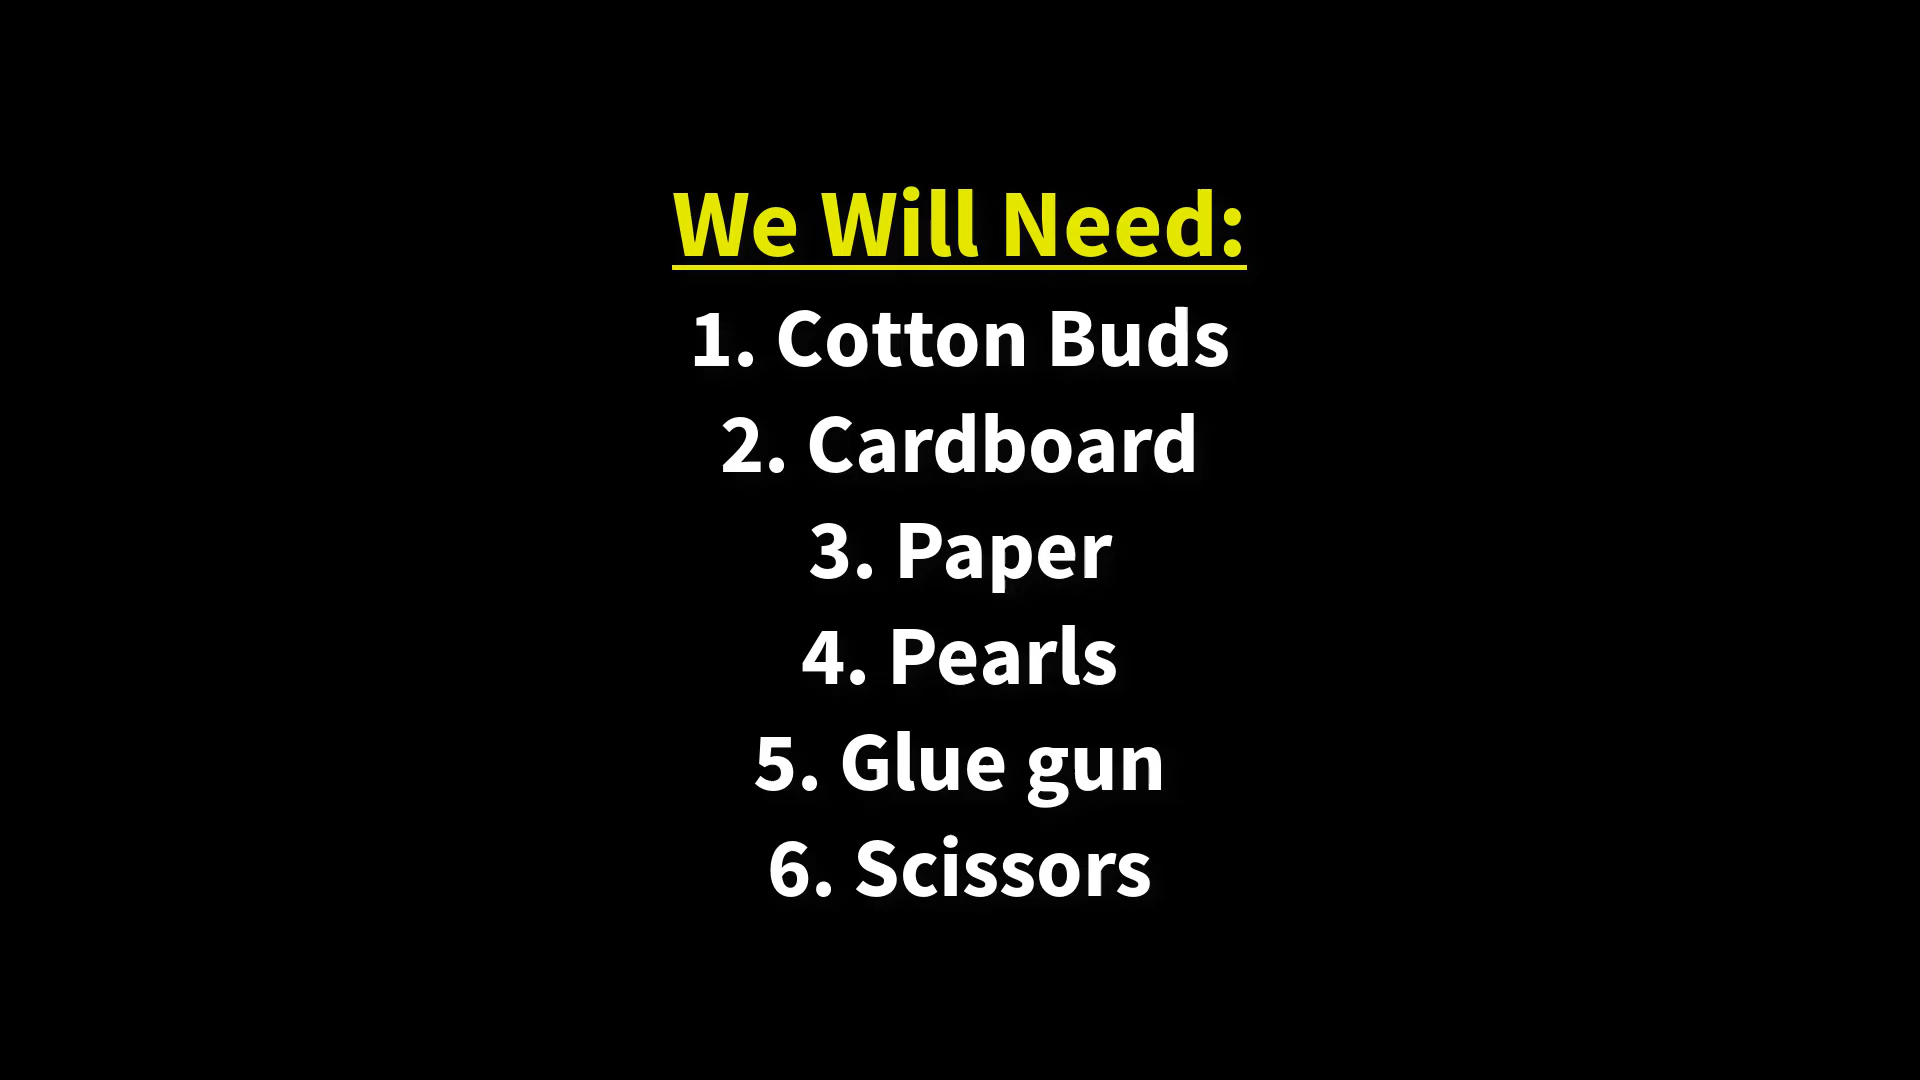 We Will Need:
1. Cotton Buds
2. Cardboard
3. Paper
4. Pearls
5. Glue gun
6. Scissors